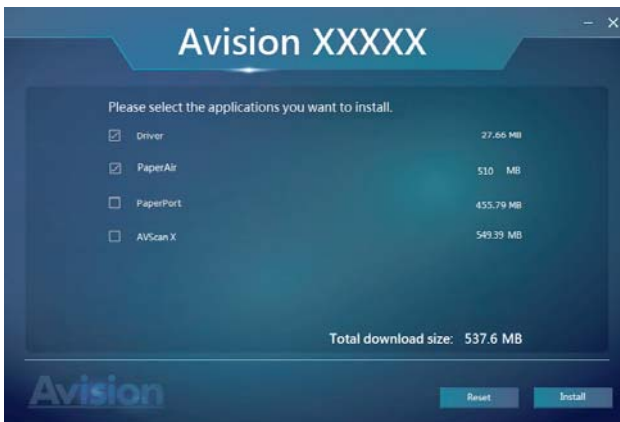 Avision XXXXX
Please select the applications you want to install.
Driver 27.66 MB
PaperAir 510 MB
PaperPort 455.79 MB
AVScan X 549.39 MB
Total download size: 537.6 MB
Avision
Reset Install